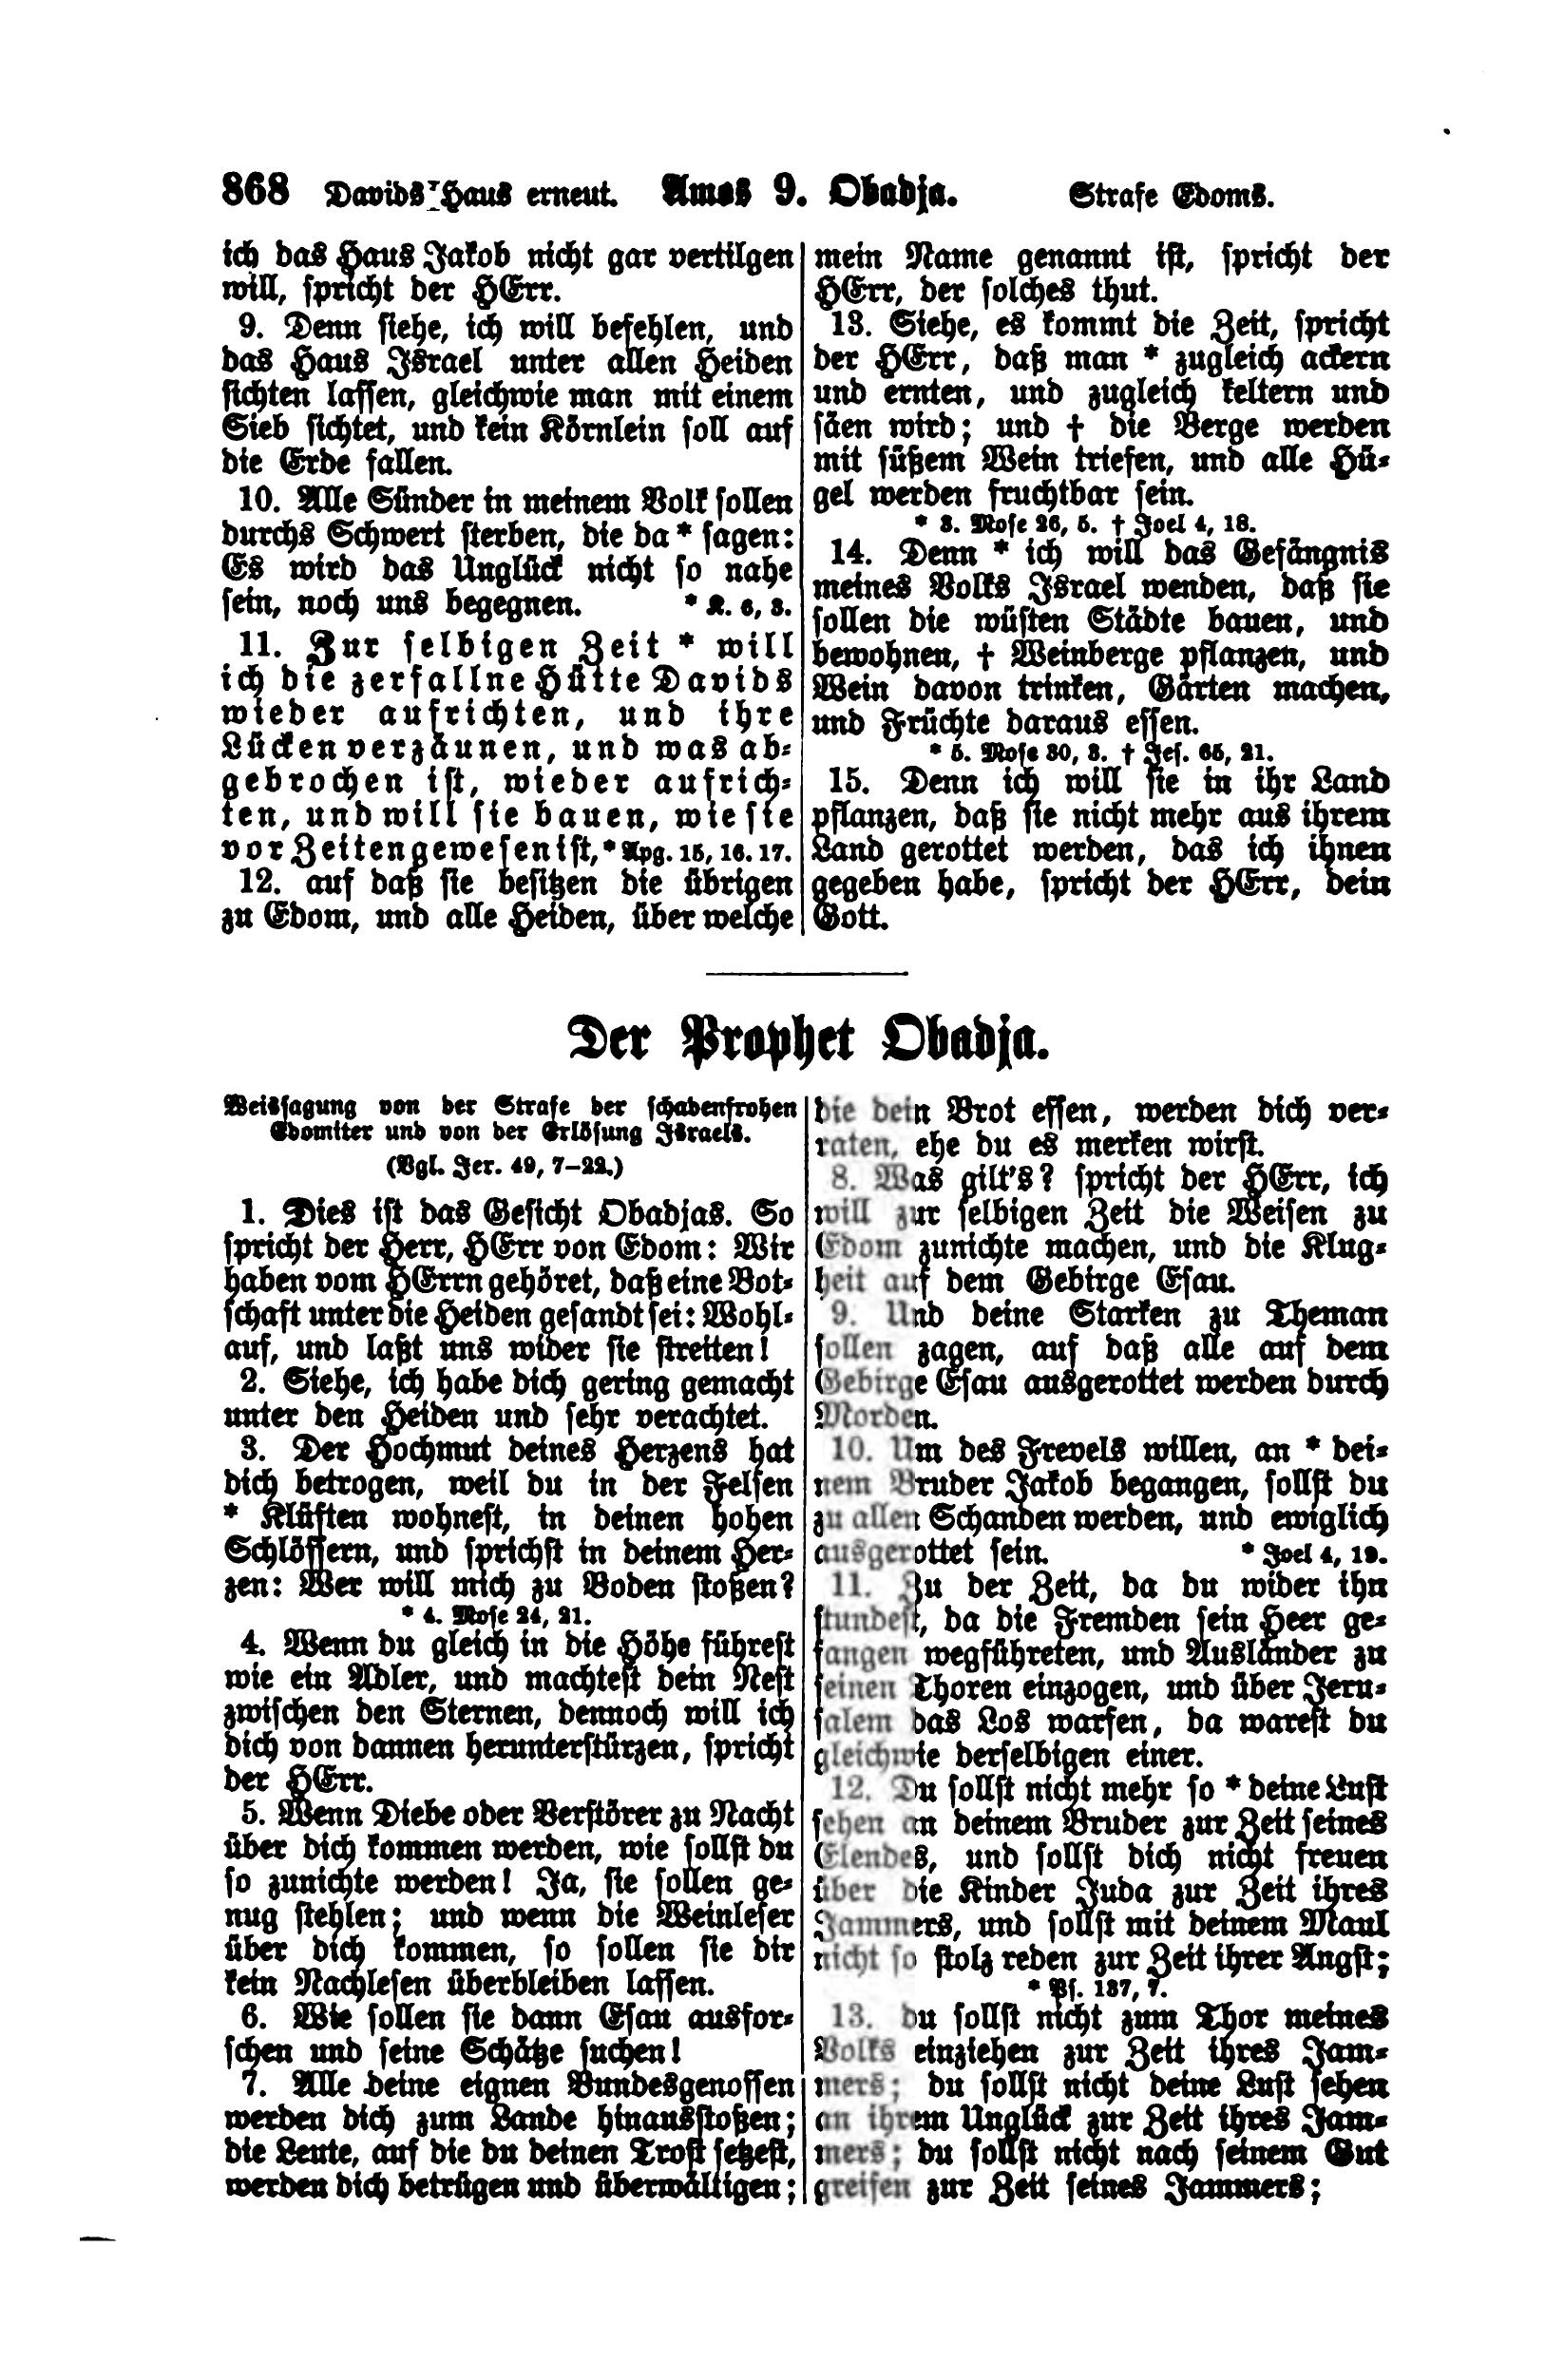 868 Davids Haus erneut. Amos 9. Obadja. Strafe Edoms.
ich das Haus Jakob nicht gar vertilgen
will, spricht der HErr.
9. Denn siehe, ich will befehlen, und
das Haus Israel unter allen Heiden
sichten lassen, gleichwie man mit einem
Sieb sichtet, und kein Körnlein soll auf
die Erde fallen.
10. Alle Sünder in meinem Volk sollen
durchs Schwert sterben, die da * sagen:
Es wird das Unglück nicht so nahe
sein, noch uns begegnen. * K. 6, 3.
11. Zur selbigen Zeit * will
ich die zerfallne Hütte Davids
wieder aufrichten, und ihre
Lücken verzäunen, und was ab-
gebrochen ist, wieder aufrich-
ten, und will sie bauen, wie sie
vor Zeiten gewesen ist, * Apg. 15, 16. 17.
12. auf daß sie besitzen die übrigen
zu Edom, und alle Heiden, über welche
mein Name genannt ist, spricht der
HErr, der solches thut.
13. Siehe, es kommt die Zeit, spricht
der HErr, daß man * zugleich ackern
und ernten, und zugleich keltern und
säen wird; und † die Berge werden
mit süßem Wein triefen, und alle Hü-
gel werden fruchtbar sein.
* 3. Mose 26, 5. † Joel 4, 18.
14. Denn * ich will das Gefängnis
meines Volks Israel wenden, daß sie
sollen die wüsten Städte bauen, und
bewohnen, † Weinberge pflanzen, und
Wein davon trinken, Gärten machen,
und Früchte daraus essen.
* 5. Mose 30, 3. † Jes. 65, 21.
15. Denn ich will sie in ihr Land
pflanzen, daß sie nicht mehr aus ihrem
Land gerottet werden, das ich ihnen
gegeben habe, spricht der HErr, dein
Gott.
Der Prophet Obadja.
Weissagung von der Strafe der schadenfrohen
Edomiter und von der Erlösung Israels.
(Vgl. Jer. 49, 7–22.)
1. Dies ist das Gesicht Obadjas. So
spricht der Herr, HErr von Edom: Wir
haben vom HErrn gehöret, daß eine Bot-
schaft unter die Heiden gesandt sei: Wohl-
auf, und laßt uns wider sie streiten!
2. Siehe, ich habe dich gering gemacht
unter den Heiden und sehr verachtet.
3. Der Hochmut deines Herzens hat
dich betrogen, weil du in der Felsen
* Klüften wohnest, in deinen hohen
Schlössern, und sprichst in deinem Her-
zen: Wer will mich zu Boden stoßen?
* 4. Mose 24, 21.
4. Wenn du gleich in die Höhe führest
wie ein Adler, und machtest dein Nest
zwischen den Sternen, dennoch will ich
dich von dannen herunterstürzen, spricht
der HErr.
5. Wenn Diebe oder Verstörer zu Nacht
über dich kommen werden, wie sollst du
so zunichte werden! Ja, sie sollen ge-
nug stehlen; und wenn die Weinleser
über dich kommen, so sollen sie dir
kein Nachlesen überbleiben lassen.
6. Wie sollen sie dann Esau ausfor-
schen und seine Schätze suchen!
7. Alle deine eignen Bundesgenossen
werden dich zum Lande hinausstoßen;
die Leute, auf die du deinen Trost setzest,
werden dich betrügen und überwältigen;
die dein Brot essen, werden dich ver-
raten, ehe du es merken wirst.
8. Was gilt's? spricht der HErr, ich
will zur selbigen Zeit die Weisen zu
Edom zunichte machen, und die Klug-
heit auf dem Gebirge Esau.
9. Und deine Starken zu Theman
sollen zagen, auf daß alle auf dem
Gebirge Esau ausgerottet werden durch
Morden.
10. Um des Frevels willen, an * dei-
nem Bruder Jakob begangen, sollst du
zu allen Schanden werden, und ewiglich
ausgerottet sein. * Joel 4, 19.
11. Zu der Zeit, da du wider ihn
stundest, da die Fremden sein Heer ge-
fangen wegführeten, und Ausländer zu
seinen Thoren einzogen, und über Jeru-
salem das Los warfen, da warest du
gleichwie derselbigen einer.
12. Du sollst nicht mehr so * deine Lust
sehen an deinem Bruder zur Zeit seines
Elendes, und sollst dich nicht freuen
über die Kinder Juda zur Zeit ihres
Jammers, und sollst mit deinem Maul
nicht so stolz reden zur Zeit ihrer Angst;
* Ps. 137, 7.
13. du sollst nicht zum Thor meines
Volks einziehen zur Zeit ihres Jam-
mers; du sollst nicht deine Lust sehen
an ihrem Unglück zur Zeit ihres Jam-
mers; du sollst nicht nach seinem Gut
greifen zur Zeit seines Jammers;